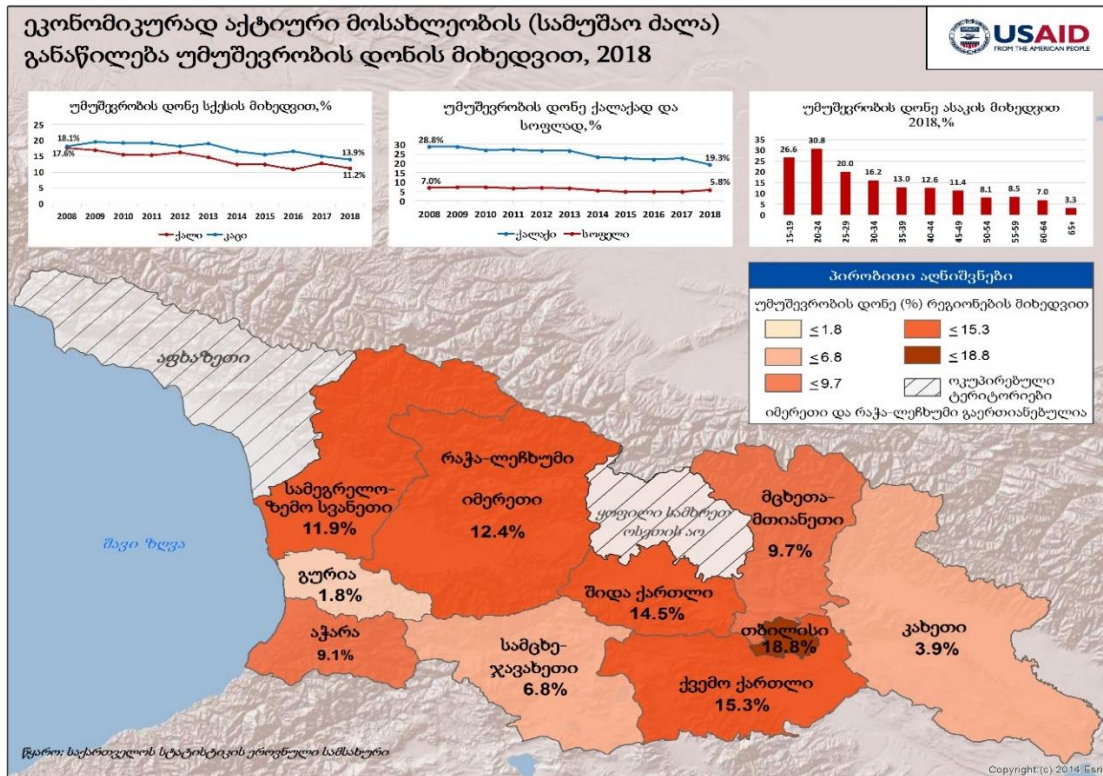 ეკონომიკურად აქტიური მოსახლეობის (სამუშაო ძალა)
განაწილება უმუშევრობის დონის მიხედვით, 2018
USAID
FROM THE AMERICAN PEOPLE
უმუშევრობის დონე სქესის მიხედვით,%
25
20
15
10
5
0
18.1%
17.6%
13.9%
11.2%
2008 2009 2010 2011 2012 2013 2014 2015 2016 2017 2018
ქალი კაცი
უმუშევრობის დონე ქალაქად და
სოფლად,%
30
25
20
15
10
5
0
28.8%
19.3%
7.0%
5.8%
2008 2009 2010 2011 2012 2013 2014 2015 2016 2017 2018
ქალაქი სოფელი
უმუშევრობის დონე ასაკის მიხედვით
2018,%
35
30
25
20
15
10
5
0
26.6 30.8 20.0 16.2 13.0 12.6 11.4 8.1 8.5 7.0 3.3
15-19 20-24 25-29 30-34 35-39 40-44 45-49 50-54 55-59 60-64 65+
პირობითი აღნიშვნები
უმუშევრობის დონე (%) რეგიონების მიხედვით
≤1.8 ≤15.3
≤6.8 ≤18.8
≤9.7 ოკუპირებული
ტერიტორიები
იმერეთი და რაჭა-ლეჩხუმი გაერთიანებულია
აფხაზეთი
შავი ზღვა
სამეგრელო-
ზემო სვანეთი
11.9%
რაჭა-ლეჩხუმი
იმერეთი
12.4%
ყოფილი სამხრეთ
ოსეთის აო
მცხეთა-
მთიანეთი
9.7%
გურია
1.8%
შიდა ქართლი
14.5%
თბილისი
18.8%
კახეთი
3.9%
აჭარა
9.1%
სამცხე-
ჯავახეთი
6.8%
ქვემო ქართლი
15.3%
წყარო: საქართველოს სტატისტიკის ეროვნული სამსახური
Copyright:(c) 2014 Esri